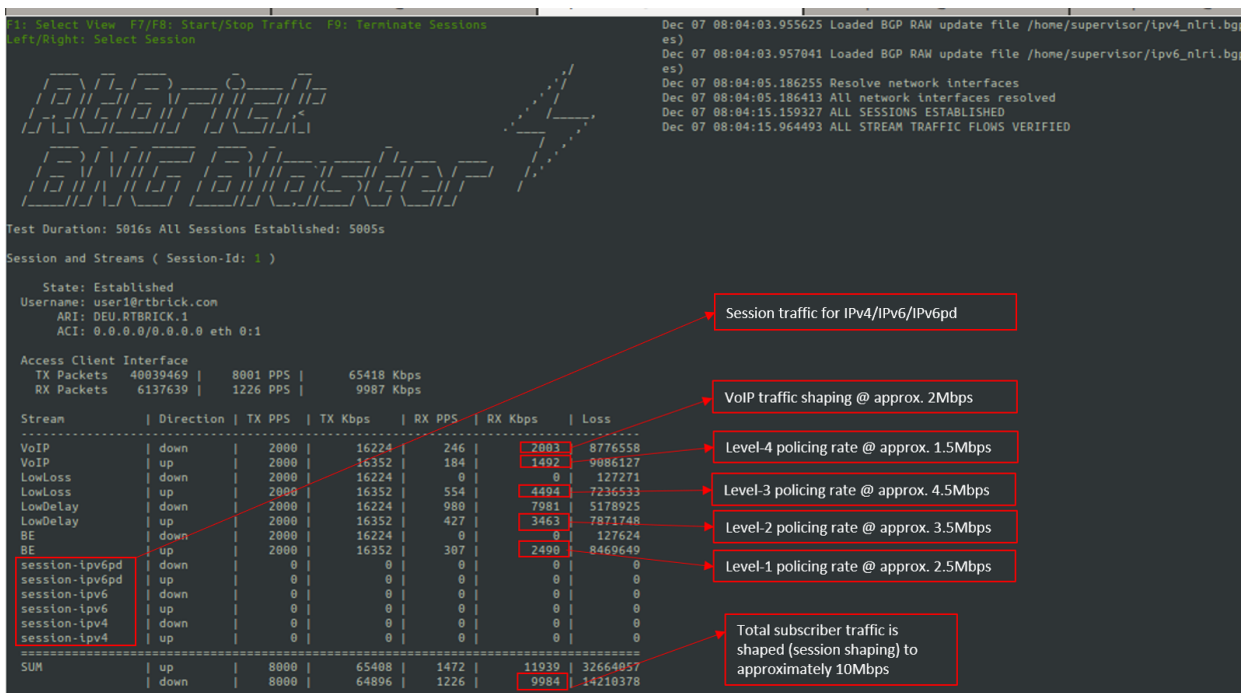 F1: Select View F7/F8: Start/Stop Traffic F9: Terminate Sessions
Left/Right: Select Session
RtBrick
BNG Blaster
Test Duration: 5016s All Sessions Established: 5005s
Session and Streams ( Session-Id: 1 )
State: Established
Username: user1@rtbrick.com
ARI: DEU.RTBRICK.1
ACI: 0.0.0.0/0.0.0.0 eth 0:1
Access Client Interface
TX Packets 40039469 | 8001 PPS | 65418 Kbps
RX Packets 6137639 | 1226 PPS | 9987 Kbps
Stream | Direction | TX PPS | TX Kbps | RX PPS | RX Kbps | Loss
VoIP | down | 2000 | 16224 | 246 | 2003 | 8776558
VoIP | up | 2000 | 16352 | 184 | 1492 | 9086127
LowLoss | down | 2000 | 16224 | 0 | 0 | 127271
LowLoss | up | 2000 | 16352 | 554 | 4494 | 7236533
LowDelay | down | 2000 | 16224 | 980 | 7981 | 5178925
LowDelay | up | 2000 | 16352 | 427 | 3463 | 7871748
BE | down | 2000 | 16224 | 0 | 0 | 127624
BE | up | 2000 | 16352 | 307 | 2490 | 8469649
session-ipv6pd | down | 0 | 0 | 0 | 0 | 0
session-ipv6pd | up | 0 | 0 | 0 | 0 | 0
session-ipv6 | down | 0 | 0 | 0 | 0 | 0
session-ipv6 | up | 0 | 0 | 0 | 0 | 0
session-ipv4 | down | 0 | 0 | 0 | 0 | 0
session-ipv4 | up | 0 | 0 | 0 | 0 | 0
SUM | up | 8000 | 65408 | 1472 | 11939 | 32664057
| down | 8000 | 64896 | 1226 | 9984 | 14210378
Dec 07 08:04:03.955625 Loaded BGP RAW update file /home/supervisor/ipv4_nlri.bgp
es)
Dec 07 08:04:03.957041 Loaded BGP RAW update file /home/supervisor/ipv6_nlri.bgp
es)
Dec 07 08:04:05.186255 Resolve network interfaces
Dec 07 08:04:05.186413 All network interfaces resolved
Dec 07 08:04:15.159327 ALL SESSIONS ESTABLISHED
Dec 07 08:04:15.964493 ALL STREAM TRAFFIC FLOWS VERIFIED
Session traffic for IPv4/IPv6/IPv6pd
VoIP traffic shaping @ approx. 2Mbps
Level-4 policing rate @ approx. 1.5Mbps
Level-3 policing rate @ approx. 4.5Mbps
Level-2 policing rate @ approx. 3.5Mbps
Level-1 policing rate @ approx. 2.5Mbps
Total subscriber traffic is
shaped (session shaping) to
approximately 10Mbps